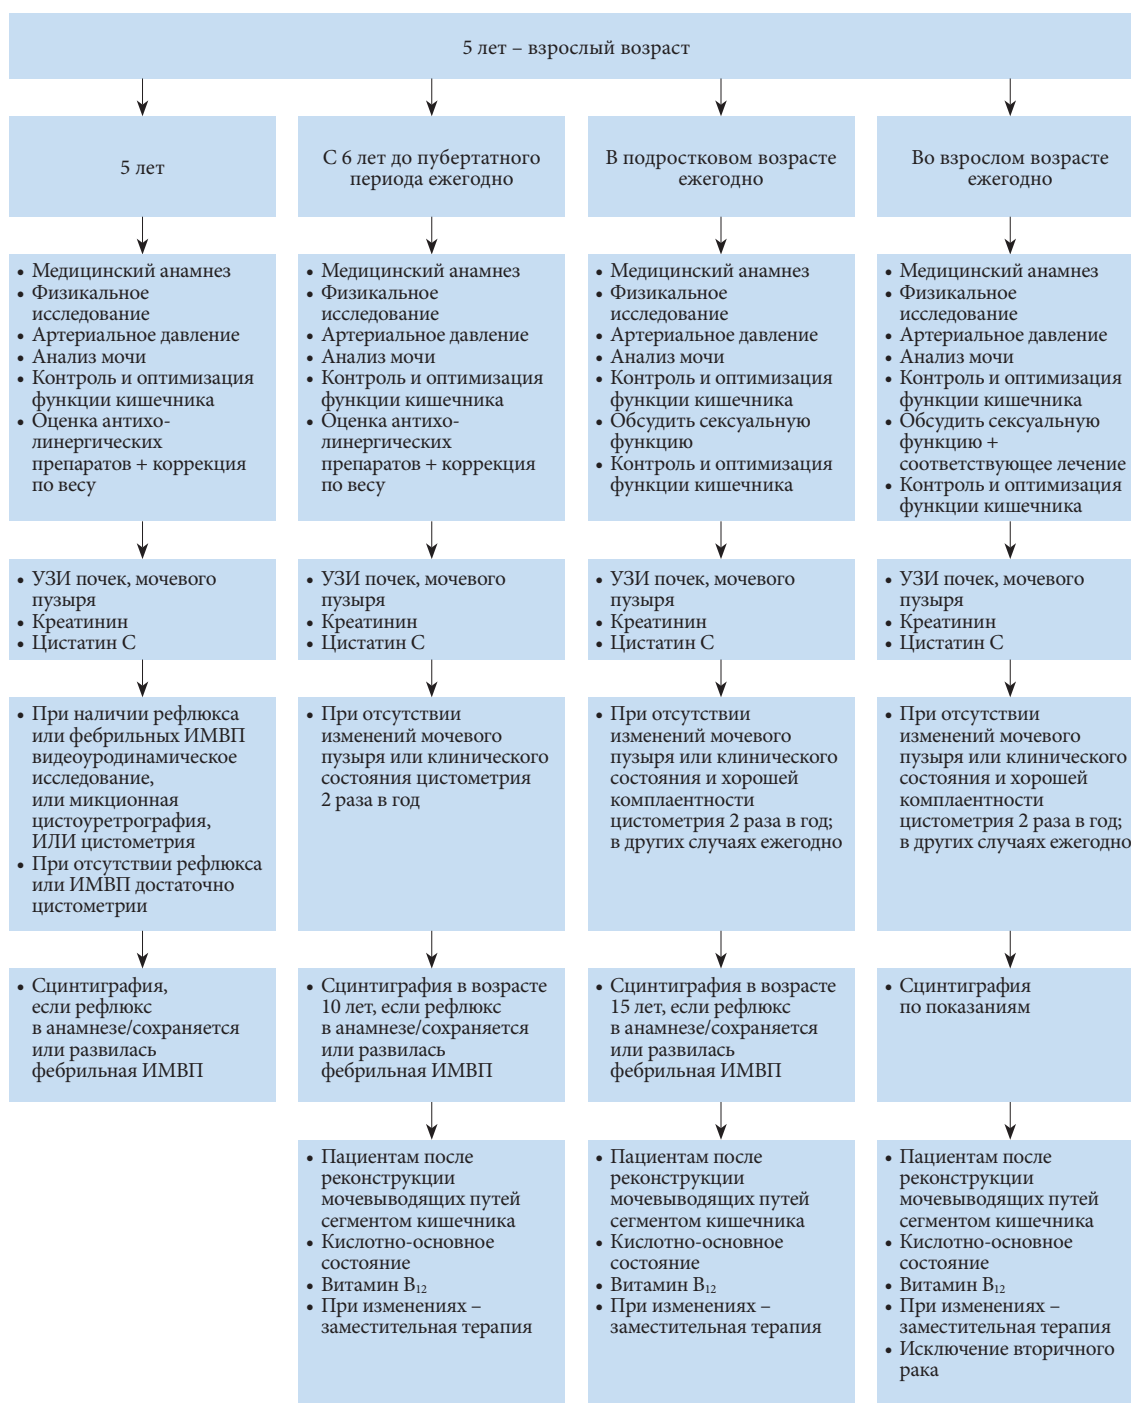 5 лет – взрослый возраст
5 лет
С 6 лет до пубертатного
периода ежегодно
В подростковом возрасте
ежегодно
Во взрослом возрасте
ежегодно
• Медицинский анамнез
• Физикальное
исследование
• Артериальное давление
• Анализ мочи
• Контроль и оптимизация
функции кишечника
• Оценка антихо-
линергических
препаратов + коррекция
по весу
• Медицинский анамнез
• Физикальное
исследование
• Артериальное давление
• Анализ мочи
• Контроль и оптимизация
функции кишечника
• Оценка антихо-
линергических
препаратов + коррекция
по весу
• Медицинский анамнез
• Физикальное
исследование
• Артериальное давление
• Анализ мочи
• Контроль и оптимизация
функции кишечника
• Обсудить сексуальную
функцию
• Контроль и оптимизация
функции кишечника
• Медицинский анамнез
• Физикальное
исследование
• Артериальное давление
• Анализ мочи
• Контроль и оптимизация
функции кишечника
• Обсудить сексуальную
функцию +
соответствующее лечение
• Контроль и оптимизация
функции кишечника
• УЗИ почек, мочевого
пузыря
• Креатинин
• Цистатин С
• УЗИ почек, мочевого
пузыря
• Креатинин
• Цистатин С
• УЗИ почек, мочевого
пузыря
• Креатинин
• Цистатин С
• УЗИ почек, мочевого
пузыря
• Креатинин
• Цистатин С
• При наличии рефлюкса
или фебрильных ИМВП
видеоуродинамическое
исследование,
или микционная
цистоуретрография,
ИЛИ цистометрия
• При отсутствии рефлюкса
или ИМВП достаточно
цистометрии
• При отсутствии
изменений мочевого
пузыря или клинического
состояния цистометрия
2 раза в год
• При отсутствии
изменений мочевого
пузыря или клинического
состояния и хорошей
комплаентности
цистометрия 2 раза в год;
в других случаях ежегодно
• При отсутствии
изменений мочевого
пузыря или клинического
состояния и хорошей
комплаентности
цистометрия 2 раза в год;
в других случаях ежегодно
• Сцинтиграфия,
если рефлюкс
в анамнезе/сохраняется
или развилась
фебрильная ИМВП
• Сцинтиграфия в возрасте
10 лет, если рефлюкс
в анамнезе/сохраняется
или развилась
фебрильная ИМВП
• Сцинтиграфия в возрасте
15 лет, если рефлюкс
в анамнезе/сохраняется
или развилась
фебрильная ИМВП
• Сцинтиграфия
по показаниям
• Пациентам после
реконструкции
мочевыводящих путей
сегментом кишечника
• Кислотно-основное
состояние
• Витамин B₁₂
• При изменениях –
заместительная терапия
• Пациентам после
реконструкции
мочевыводящих путей
сегментом кишечника
• Кислотно-основное
состояние
• Витамин B₁₂
• При изменениях –
заместительная терапия
• Пациентам после
реконструкции
мочевыводящих путей
сегментом кишечника
• Кислотно-основное
состояние
• Витамин B₁₂
• При изменениях –
заместительная терапия
• Исключение вторичного
рака